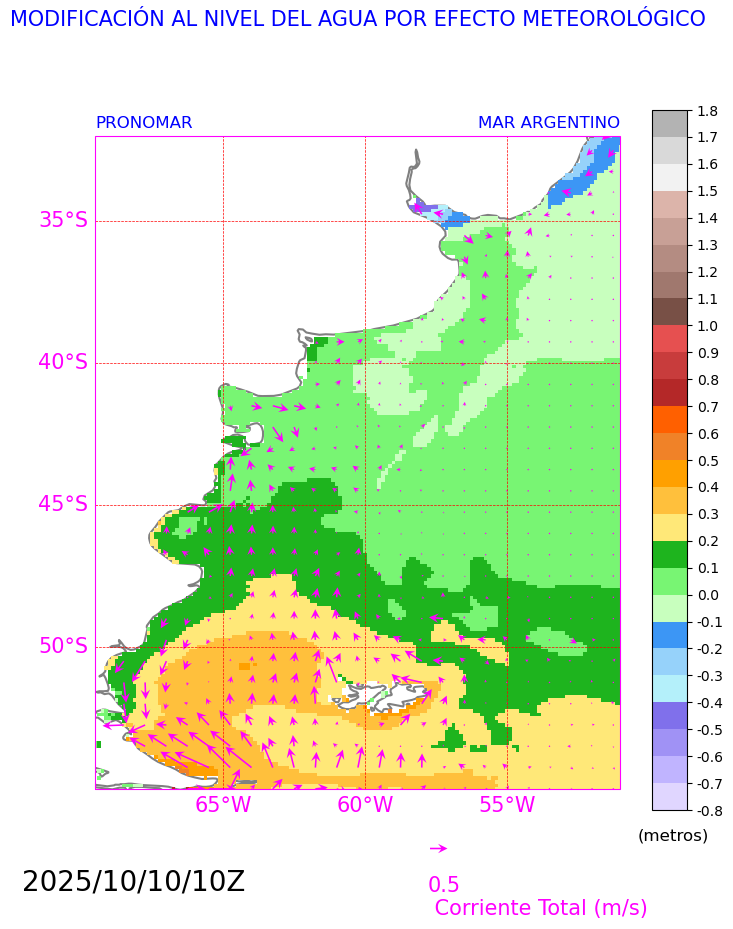 MODIFICACIÓN AL NIVEL DEL AGUA POR EFECTO METEOROLÓGICO
PRONOMAR MAR ARGENTINO
1.8
1.7
1.6
1.5
1.4
1.3
1.2
1.1
1.0
0.9
0.8
0.7
0.6
0.5
0.4
0.3
0.2
0.1
0.0
-0.1
-0.2
-0.3
-0.4
-0.5
-0.6
-0.7
-0.8
(metros)
35°S
40°S
45°S
50°S
65°W 60°W 55°W
0.5
Corriente Total (m/s)
2025/10/10/10Z